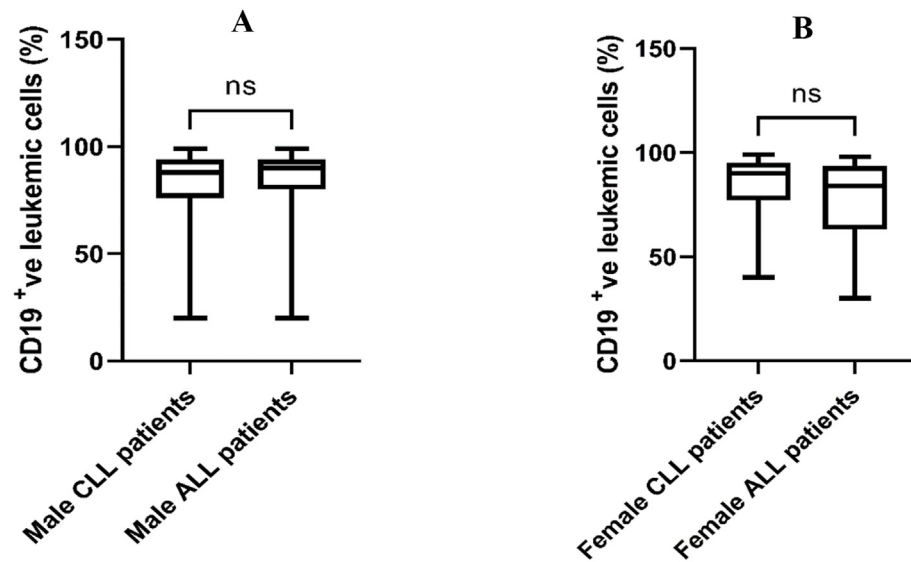 A
CD19 +ve leukemic cells (%)
150
100
50
0
ns
Male CLL patients
Male ALL patients
B
CD19 +ve leukemic cells (%)
150
100
50
0
ns
Female CLL patients
Female ALL patients